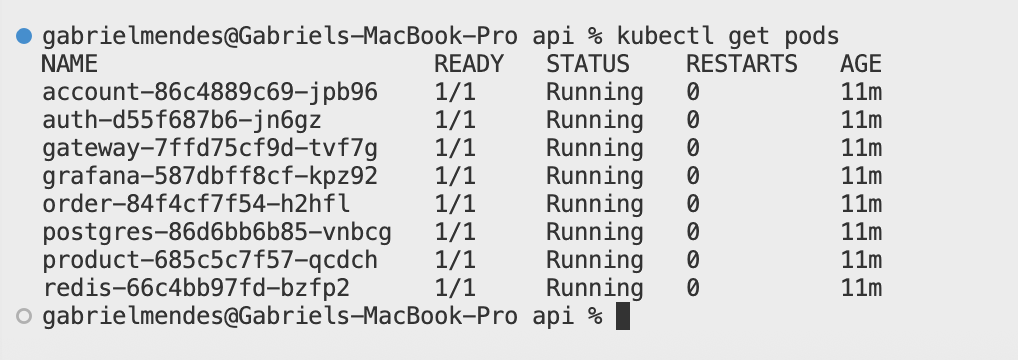 gabrielmendes@Gabriels-MacBook-Pro api % kubectl get pods
NAME READY STATUS RESTARTS AGE
account-86c4889c69-jpb96 1/1 Running 0 11m
auth-d55f687b6-jn6gz 1/1 Running 0 11m
gateway-7ffd75cf9d-tvf7g 1/1 Running 0 11m
grafana-587dbff8cf-kpz92 1/1 Running 0 11m
order-84f4cf7f54-h2hfl 1/1 Running 0 11m
postgres-86d6bb6b85-vnbcg 1/1 Running 0 11m
product-685c5c7f57-qcdch 1/1 Running 0 11m
redis-66c4bb97fd-bzfp2 1/1 Running 0 11m
gabrielmendes@Gabriels-MacBook-Pro api %